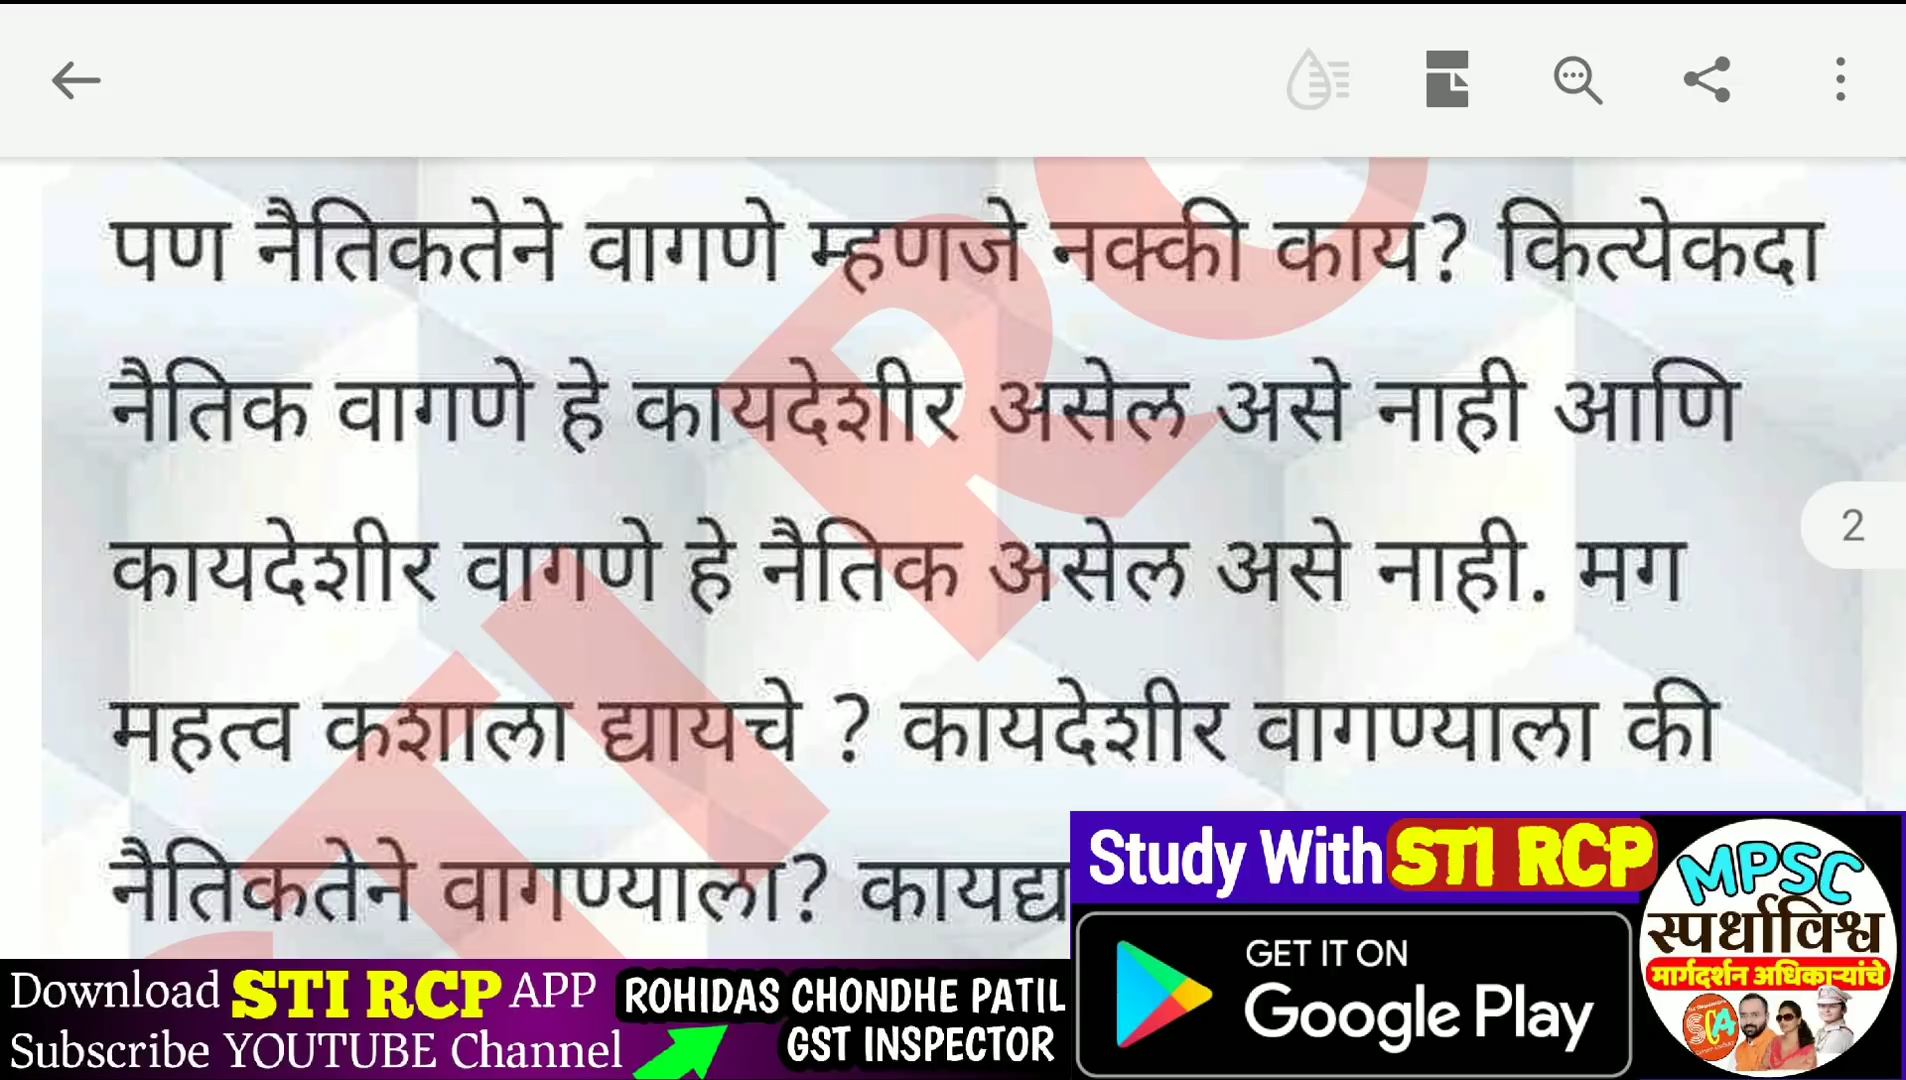 पण नैतिकतेने वागणे म्हणजे नक्की काय? कित्येकदा
नैतिक वागणे हे कायदेशीर असेल असे नाही आणि
कायदेशीर वागणे हे नैतिक असेल असे नाही. मग
2
महत्व कशाला द्यायचे ? कायदेशीर वागण्याला की
नैतिकतेने वागण्याला?
Study With STI RCP
MPSC
स्पर्धाविश्व
मार्गदर्शन अधिकाऱ्यांचे
GET IT ON
Google Play
Download STI RCP APP
Subscribe YOUTUBE Channel
ROHIDAS CHONDHE PATIL
GST INSPECTOR